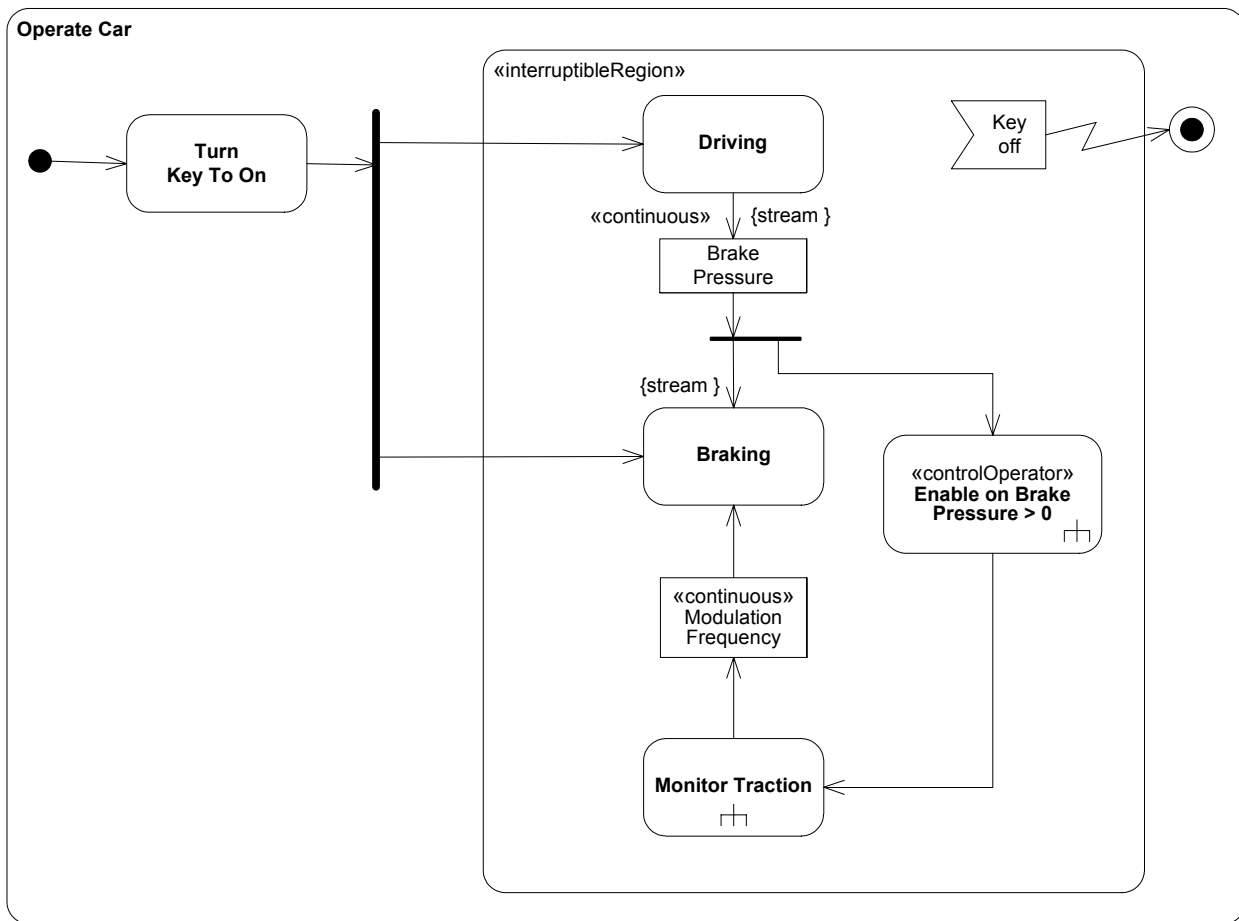 Operate Car
«interruptibleRegion»
Turn
Key To On
Driving
Key
off
«continuous» {stream }
Brake
Pressure
{stream }
Braking
«controlOperator»
Enable on Brake
Pressure > 0
«continuous»
Modulation
Frequency
Monitor Traction